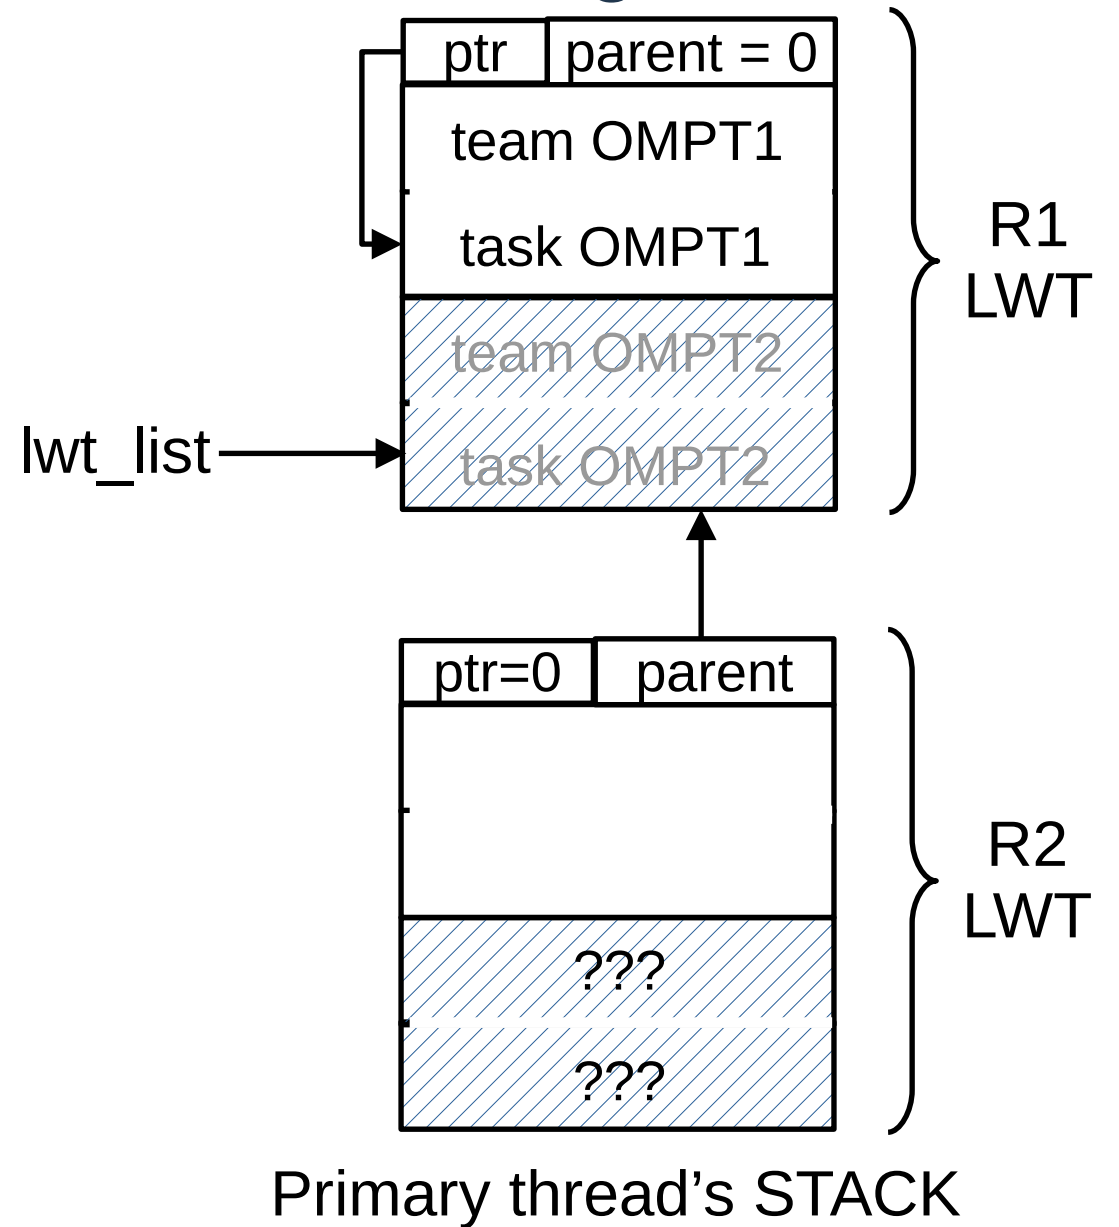 ptr parent = 0
team OMPT1
task OMPT1
R1
LWT
team OMPT2
task OMPT2
lwt_list
ptr=0 parent
R2
LWT
???
???
Primary thread’s STACK